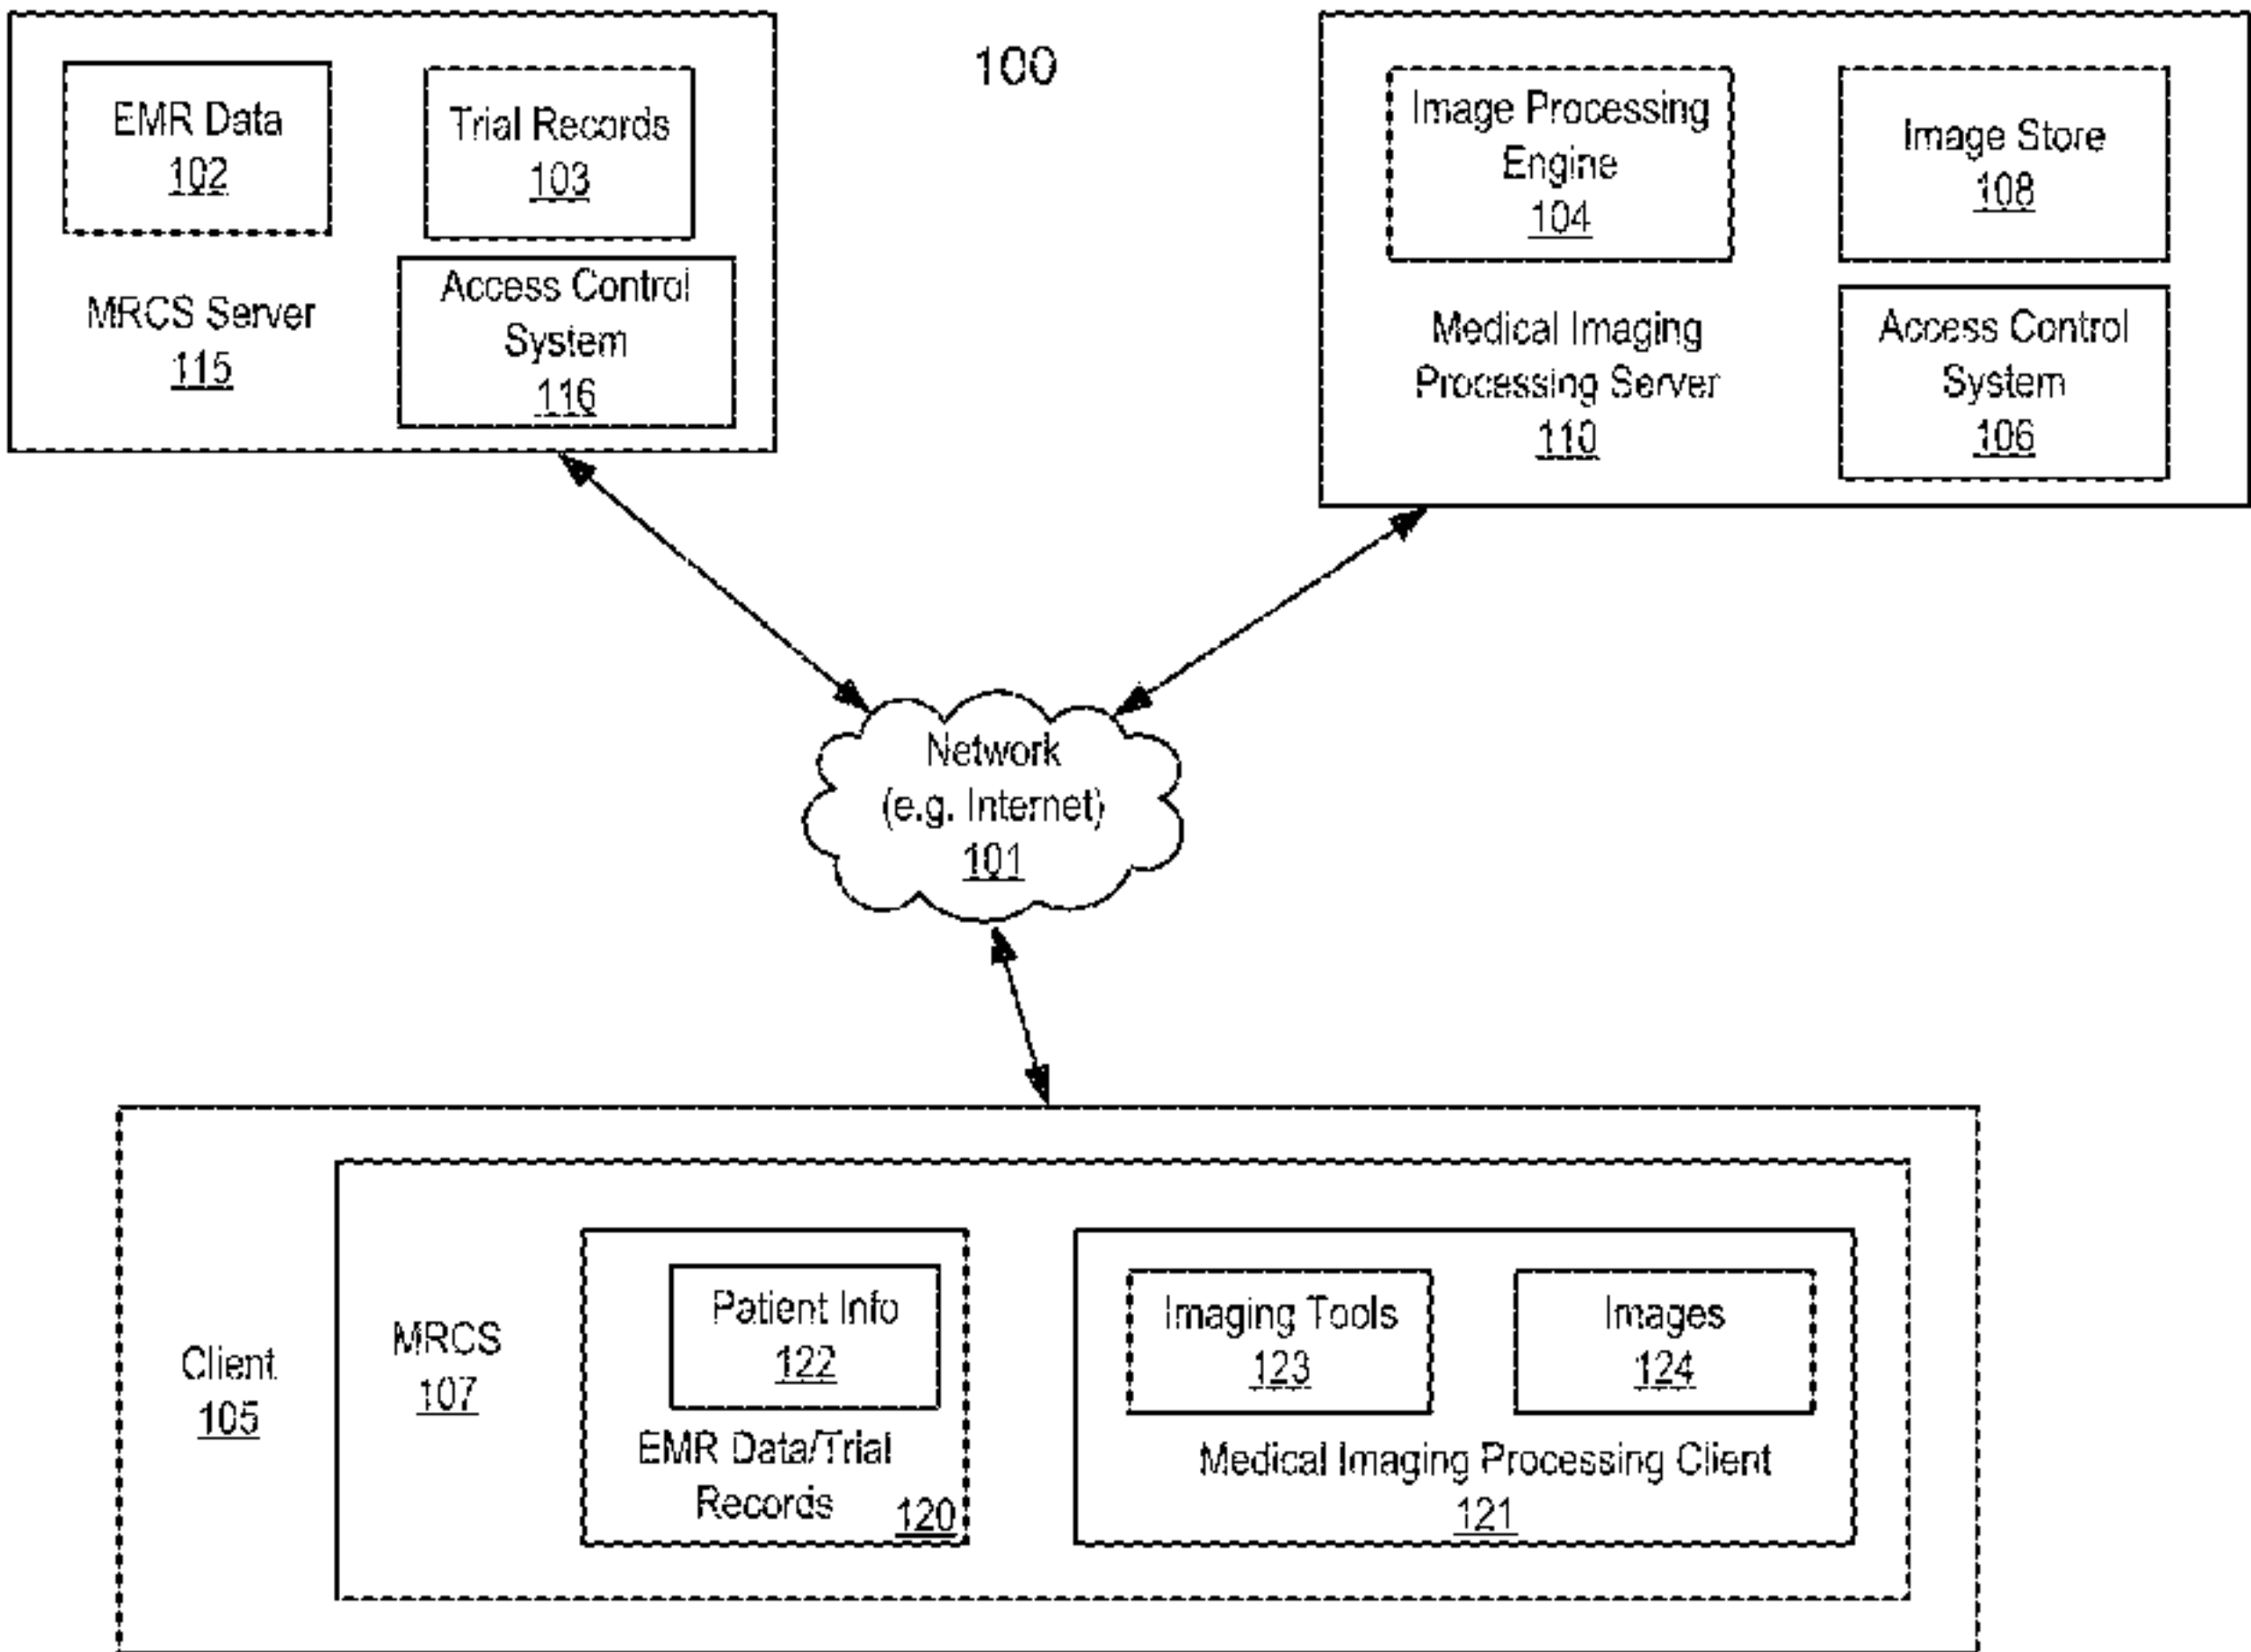 100
EMR Data
102
Trial Records
103
MRCS Server
115
Access Control
System
116
Image Processing
Engine
104
Image Store
108
Medical Imaging
Processing Server
110
Access Control
System
106
Network
(e.g. Internet)
101
Client
105
MRCS
107
Patient Info
122
EMR Data/Trial
Records
120
Imaging Tools
123
Images
124
Medical Imaging Processing Client
121